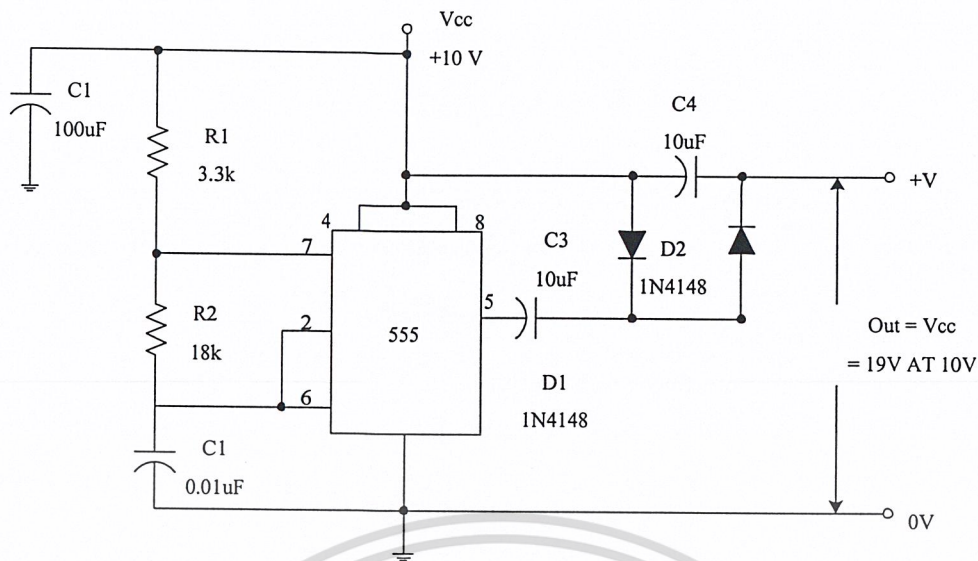 Vcc
+10 V
C1
100uF
R1
3.3k
C4
10uF
+V
4
8
7
C3
10uF
D2
1N4148
R2
18k
2
5
555
Out = Vcc
= 19V AT 10V
6
D1
1N4148
C1
0.01uF
0V